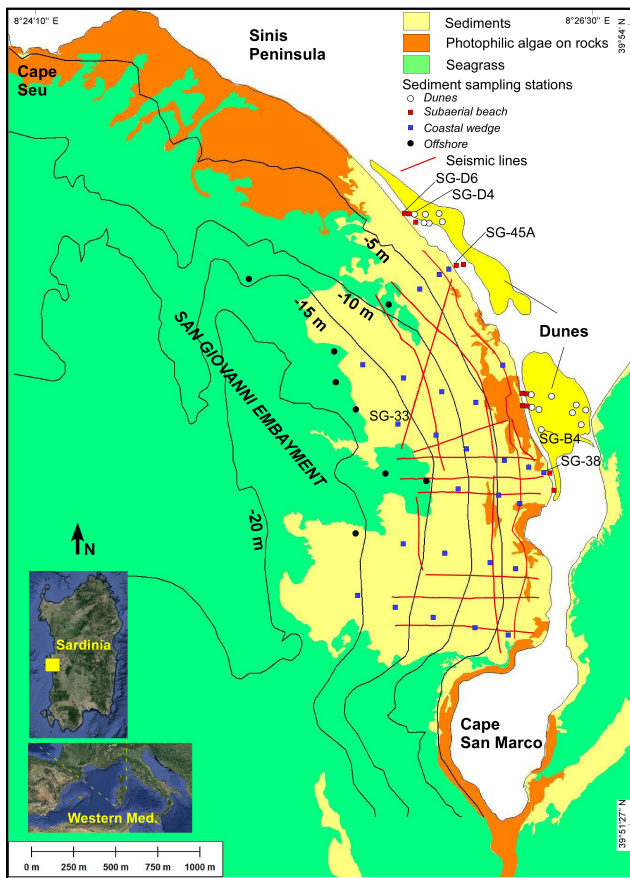 8°24'10" E
8°26'30" E
39°54' N
Sinis
Peninsula
Cape
Seu
Sediments
Photophilic algae on rocks
Seagrass
Sediment sampling stations
Dunes
Subaerial beach
Coastal wedge
Offshore
Seismic lines
SG-D6
SG-D4
SG-45A
-5 m
-10 m
-15 m
SAN GIOVANNI EMBAYMENT
Dunes
SG-33
SG-B4
SG-38
-20 m
N
Sardinia
Cape
San Marco
Western Med.
39°51'27" N
0 m 250 m 500 m 750 m 1000 m